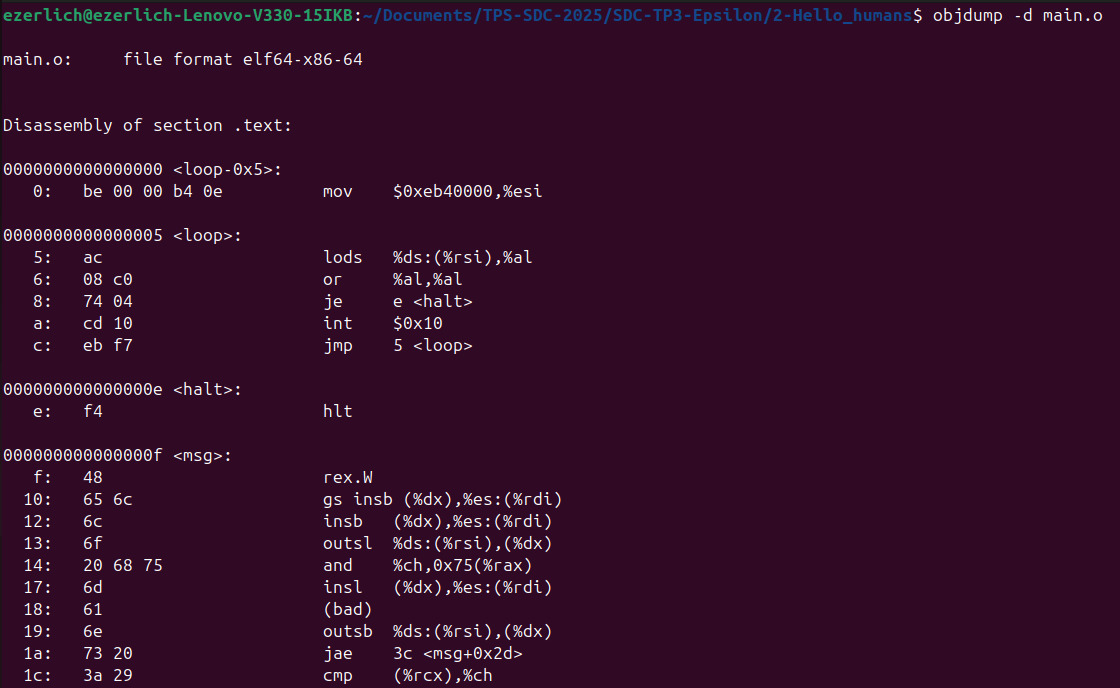 ezerlich@ezerlich-Lenovo-V330-15IKB:~/Documents/TPS-SDC-2025/SDC-TP3-Epsilon/2-Hello_humans$ objdump -d main.o
main.o:     file format elf64-x86-64
Disassembly of section .text:
0000000000000000 <loop-0x5>:
   0:   be 00 00 b4 0e          mov    $0xeb40000,%esi
0000000000000005 <loop>:
   5:   ac                      lods   %ds:(%rsi),%al
   6:   08 c0                   or     %al,%al
   8:   74 04                   je     e <halt>
   a:   cd 10                   int    $0x10
   c:   eb f7                   jmp    5 <loop>
000000000000000e <halt>:
   e:   f4                      hlt
000000000000000f <msg>:
   f:   48                      rex.W
  10:   65 6c                   gs insb (%dx),%es:(%rdi)
  12:   6c                      insb   (%dx),%es:(%rdi)
  13:   6f                      outsl  %ds:(%rsi),(%dx)
  14:   20 68 75                and    %ch,0x75(%rax)
  17:   6d                      insl   (%dx),%es:(%rdi)
  18:   61                      (bad)
  19:   6e                      outsb  %ds:(%rsi),(%dx)
  1a:   73 20                   jae    3c <msg+0x2d>
  1c:   3a 29                   cmp    (%rcx),%ch